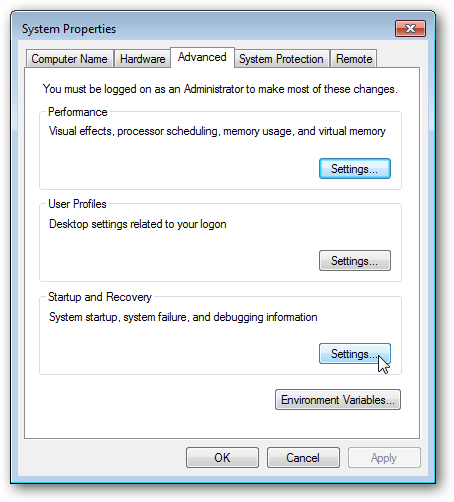 System Properties
Computer Name Hardware Advanced System Protection Remote
You must be logged on as an Administrator to make most of these changes.
Performance
Visual effects, processor scheduling, memory usage, and virtual memory
Settings...
User Profiles
Desktop settings related to your logon
Settings...
Startup and Recovery
System startup, system failure, and debugging information
Settings...
Environment Variables...
OK Cancel Apply